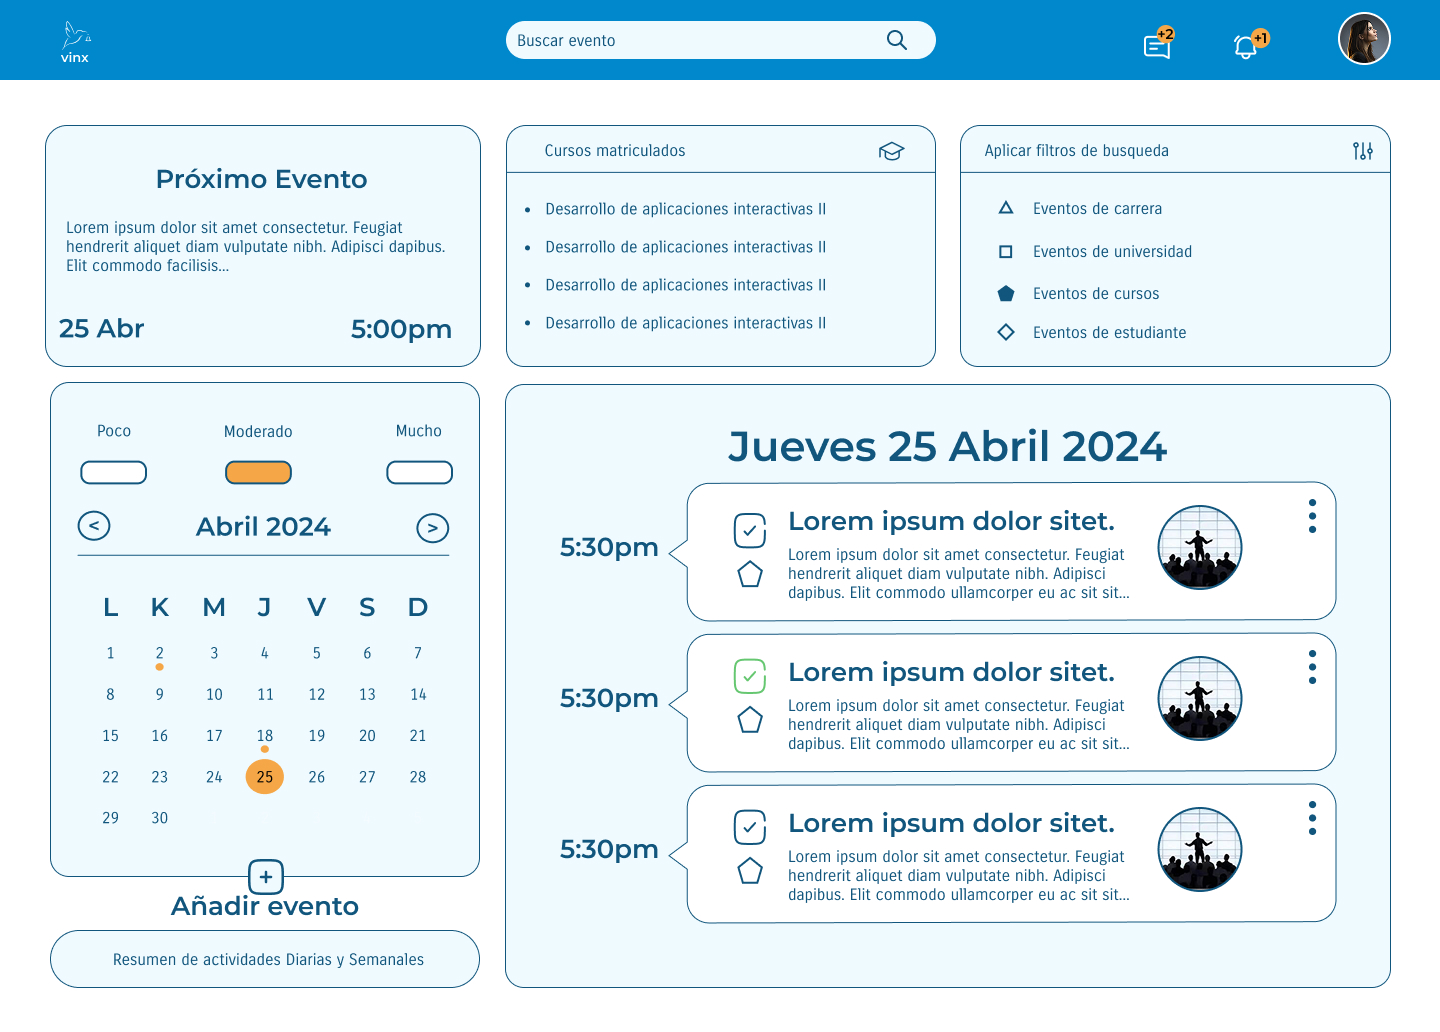 vinx
Buscar evento
+2
+1
Próximo Evento
Lorem ipsum dolor sit amet consectetur. Feugiat
hendrerit aliquet diam vulputate nibh. Adipisci dapibus.
Elit commodo facilisis...
25 Abr
5:00pm
Cursos matriculados
• Desarrollo de aplicaciones interactivas II
• Desarrollo de aplicaciones interactivas II
• Desarrollo de aplicaciones interactivas II
• Desarrollo de aplicaciones interactivas II
Aplicar filtros de busqueda
Eventos de carrera
Eventos de universidad
Eventos de cursos
Eventos de estudiante
Poco Moderado Mucho
< Abril 2024 >
L K M J V S D
1 2 3 4 5 6 7
8 9 10 11 12 13 14
15 16 17 18 19 20 21
22 23 24 25 26 27 28
29 30
+
Añadir evento
Resumen de actividades Diarias y Semanales
Jueves 25 Abril 2024
5:30pm
Lorem ipsum dolor sitet.
Lorem ipsum dolor sit amet consectetur. Feugiat
hendrerit aliquet diam vulputate nibh. Adipisci
dapibus. Elit commodo ullamcorper eu ac sit sit...
5:30pm
Lorem ipsum dolor sitet.
Lorem ipsum dolor sit amet consectetur. Feugiat
hendrerit aliquet diam vulputate nibh. Adipisci
dapibus. Elit commodo ullamcorper eu ac sit sit...
5:30pm
Lorem ipsum dolor sitet.
Lorem ipsum dolor sit amet consectetur. Feugiat
hendrerit aliquet diam vulputate nibh. Adipisci
dapibus. Elit commodo ullamcorper eu ac sit sit...